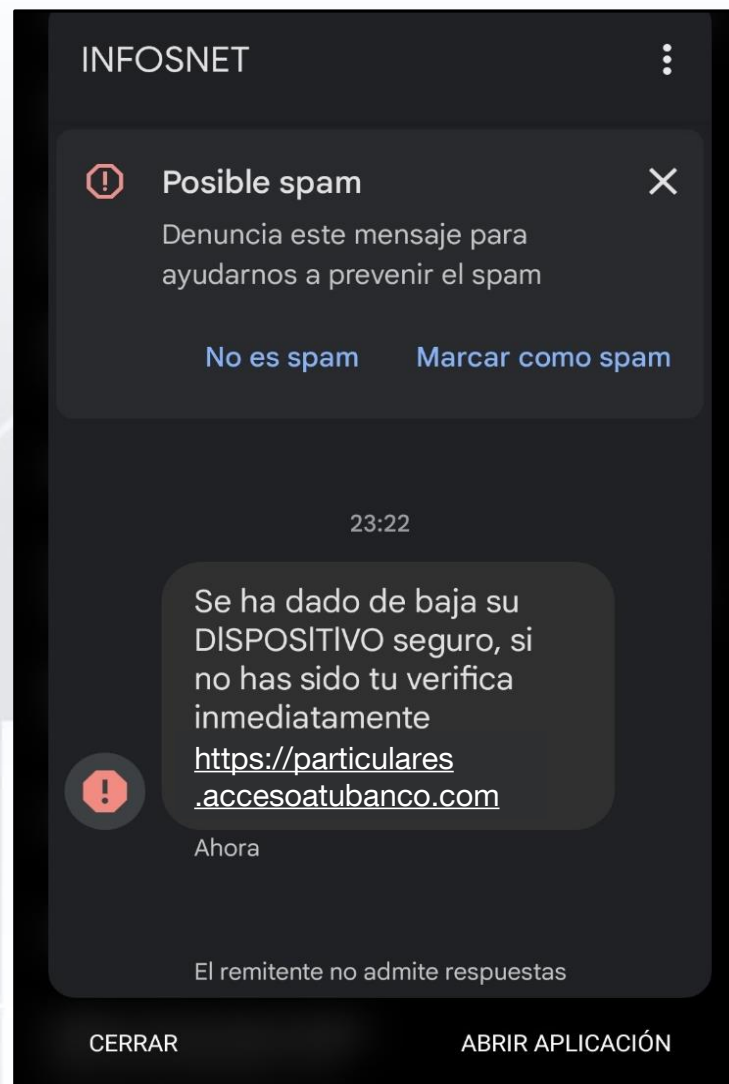 INFOSNET
Posible spam
Denuncia este mensaje para
ayudarnos a prevenir el spam
No es spam
Marcar como spam
23:22
Se ha dado de baja su
DlSPOSlTlVO seguro, si
no has sido tu verifica
inmediatamente
https://particulares
.accesoatubanco.com
Ahora
El remitente no admite respuestas
CERRAR
ABRIR APLICACIÓN